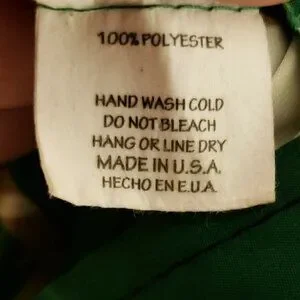 100% POLYESTER
HAND WASH COLD
DO NOT BLEACH
HANG OR LINE DRY
MADE IN U.S.A.
HECHO EN E.U.A.